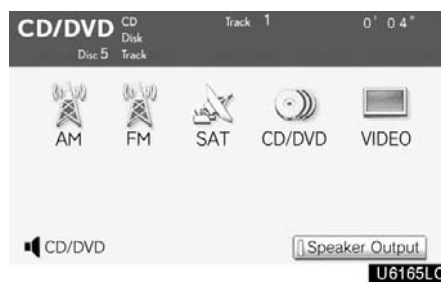 CD/DVD CD Track 1 0' 04"
Disk
Disc 5 Track
AM FM SAT CD/DVD VIDEO
CD/DVD Speaker Output
U6165LC